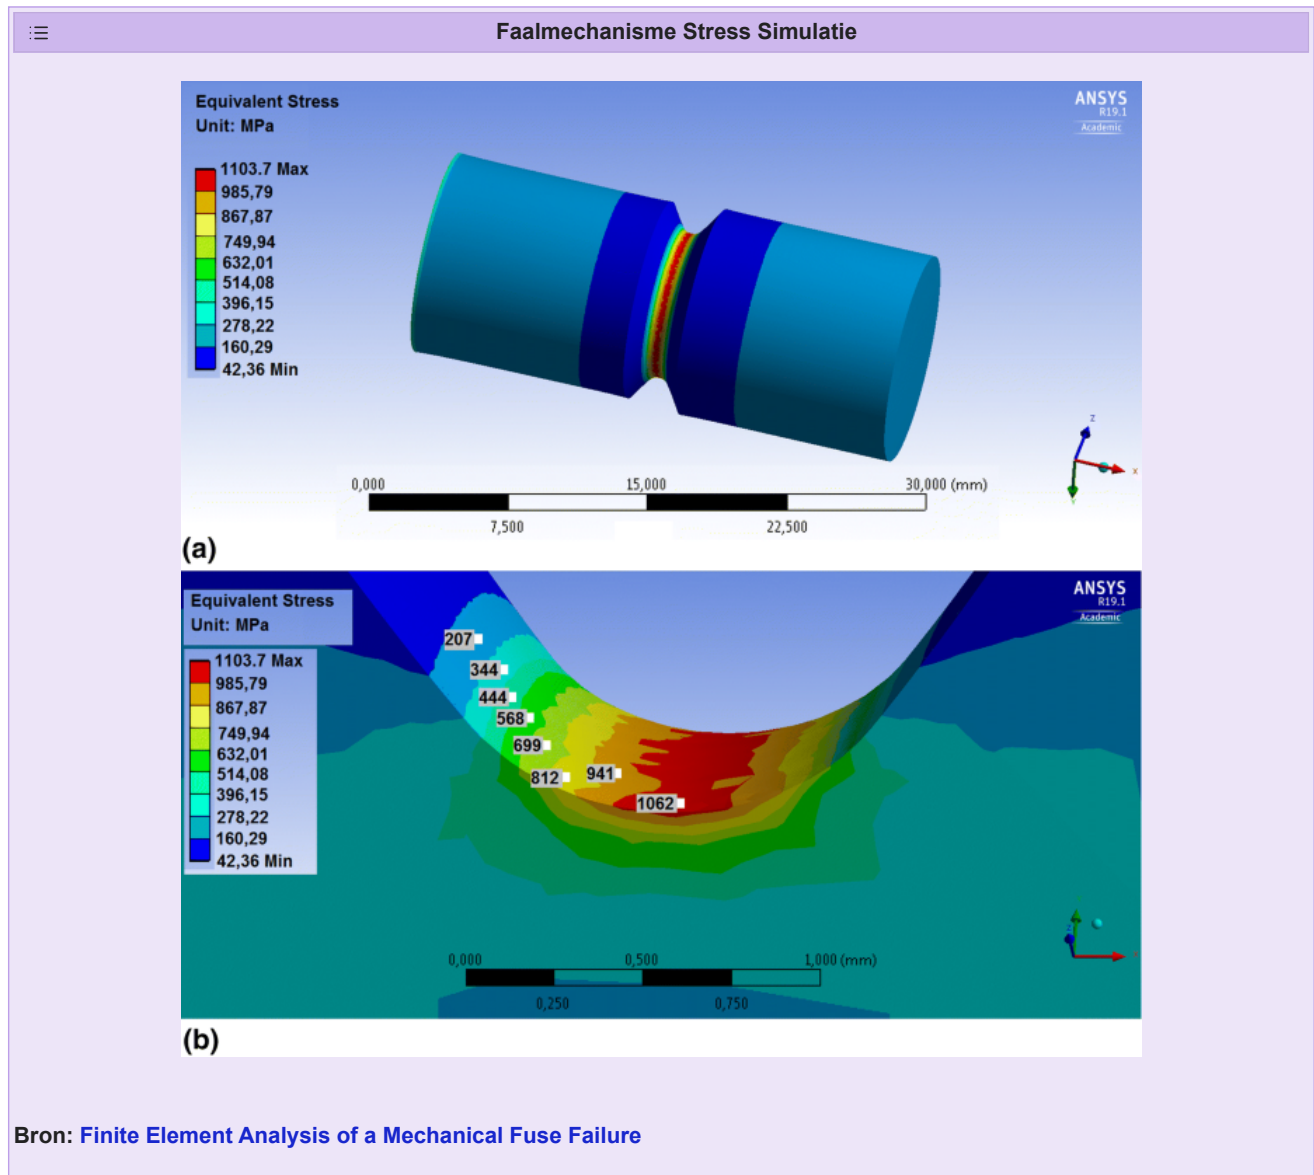 Faalmechanisme Stress Simulatie
Equivalent Stress
Unit: MPa
ANSYS
R19.1
Academic
1103.7 Max
985,79
867,87
749,94
632,01
514,08
396,15
278,22
160,29
42,36 Min
Z
X
Y
0,000 15,000 30,000 (mm)
7,500 22,500
(a)
Equivalent Stress
Unit: MPa
ANSYS
R19.1
Academic
1103.7 Max
985,79
867,87
749,94
632,01
514,08
396,15
278,22
160,29
42,36 Min
207
344
444
568
699
812 941
1062
Z
0,000 0,500 1,000 (mm)
0,250 0,750
(b)
Bron: Finite Element Analysis of a Mechanical Fuse Failure